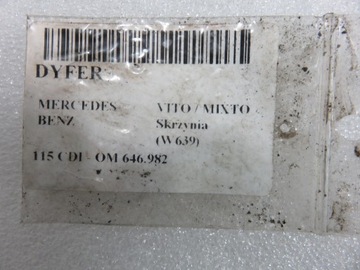 DYFER
MERCEDES VITO / MIXTO
BENZ Skrzynia
(W639)
115 CDI - OM 646.982